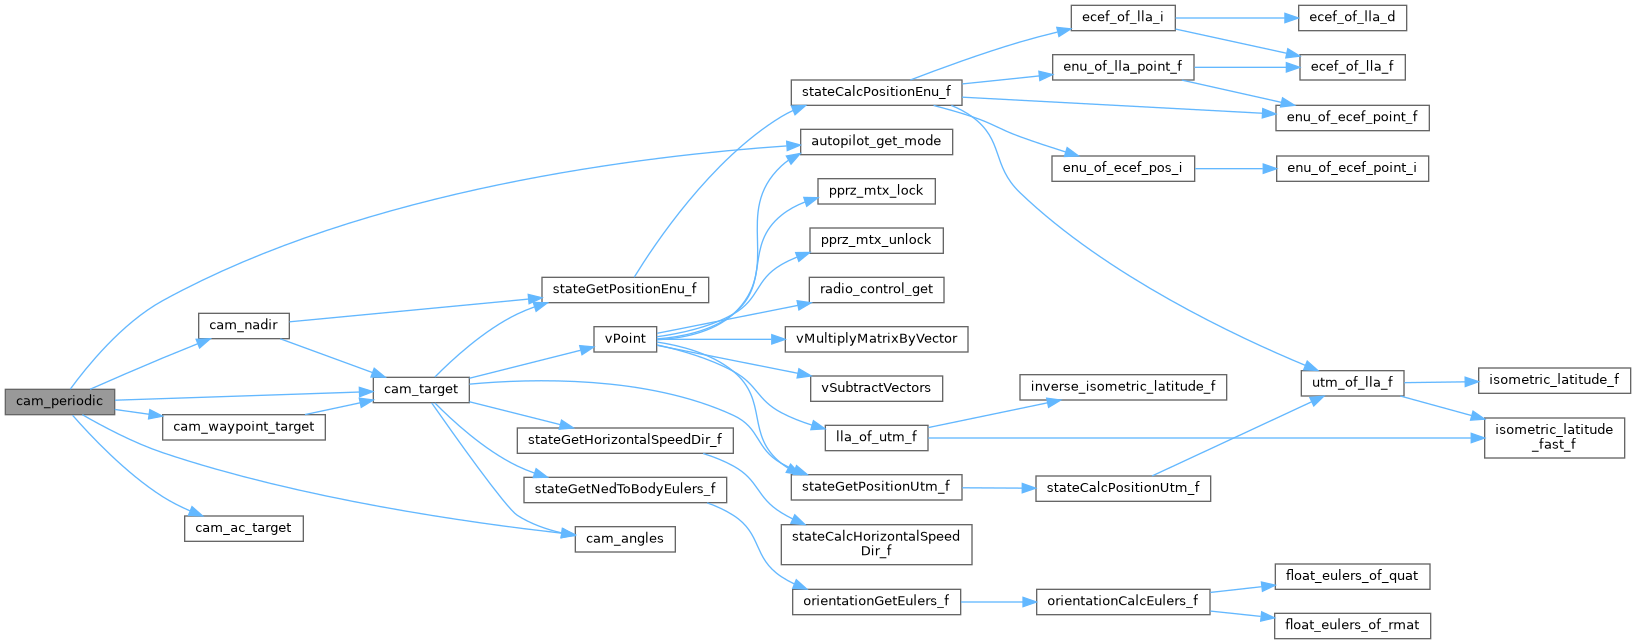 cam_periodic
cam_nadir
cam_waypoint_target
cam_ac_target
cam_target
stateGetPositionEnu_f
stateGetHorizontalSpeedDir_f
stateGetNedToBodyEulers_f
cam_angles
vPoint
stateCalcPositionEnu_f
autopilot_get_mode
pprz_mtx_lock
pprz_mtx_unlock
radio_control_get
vMultiplyMatrixByVector
vSubtractVectors
lla_of_utm_f
stateGetPositionUtm_f
stateCalcHorizontalSpeed
Dir_f
orientationGetEulers_f
ecef_of_lla_i
enu_of_lla_point_f
enu_of_ecef_pos_i
inverse_isometric_latitude_f
stateCalcPositionUtm_f
orientationCalcEulers_f
ecef_of_lla_d
ecef_of_lla_f
enu_of_ecef_point_f
enu_of_ecef_point_i
utm_of_lla_f
float_eulers_of_quat
float_eulers_of_rmat
isometric_latitude_f
isometric_latitude
_fast_f